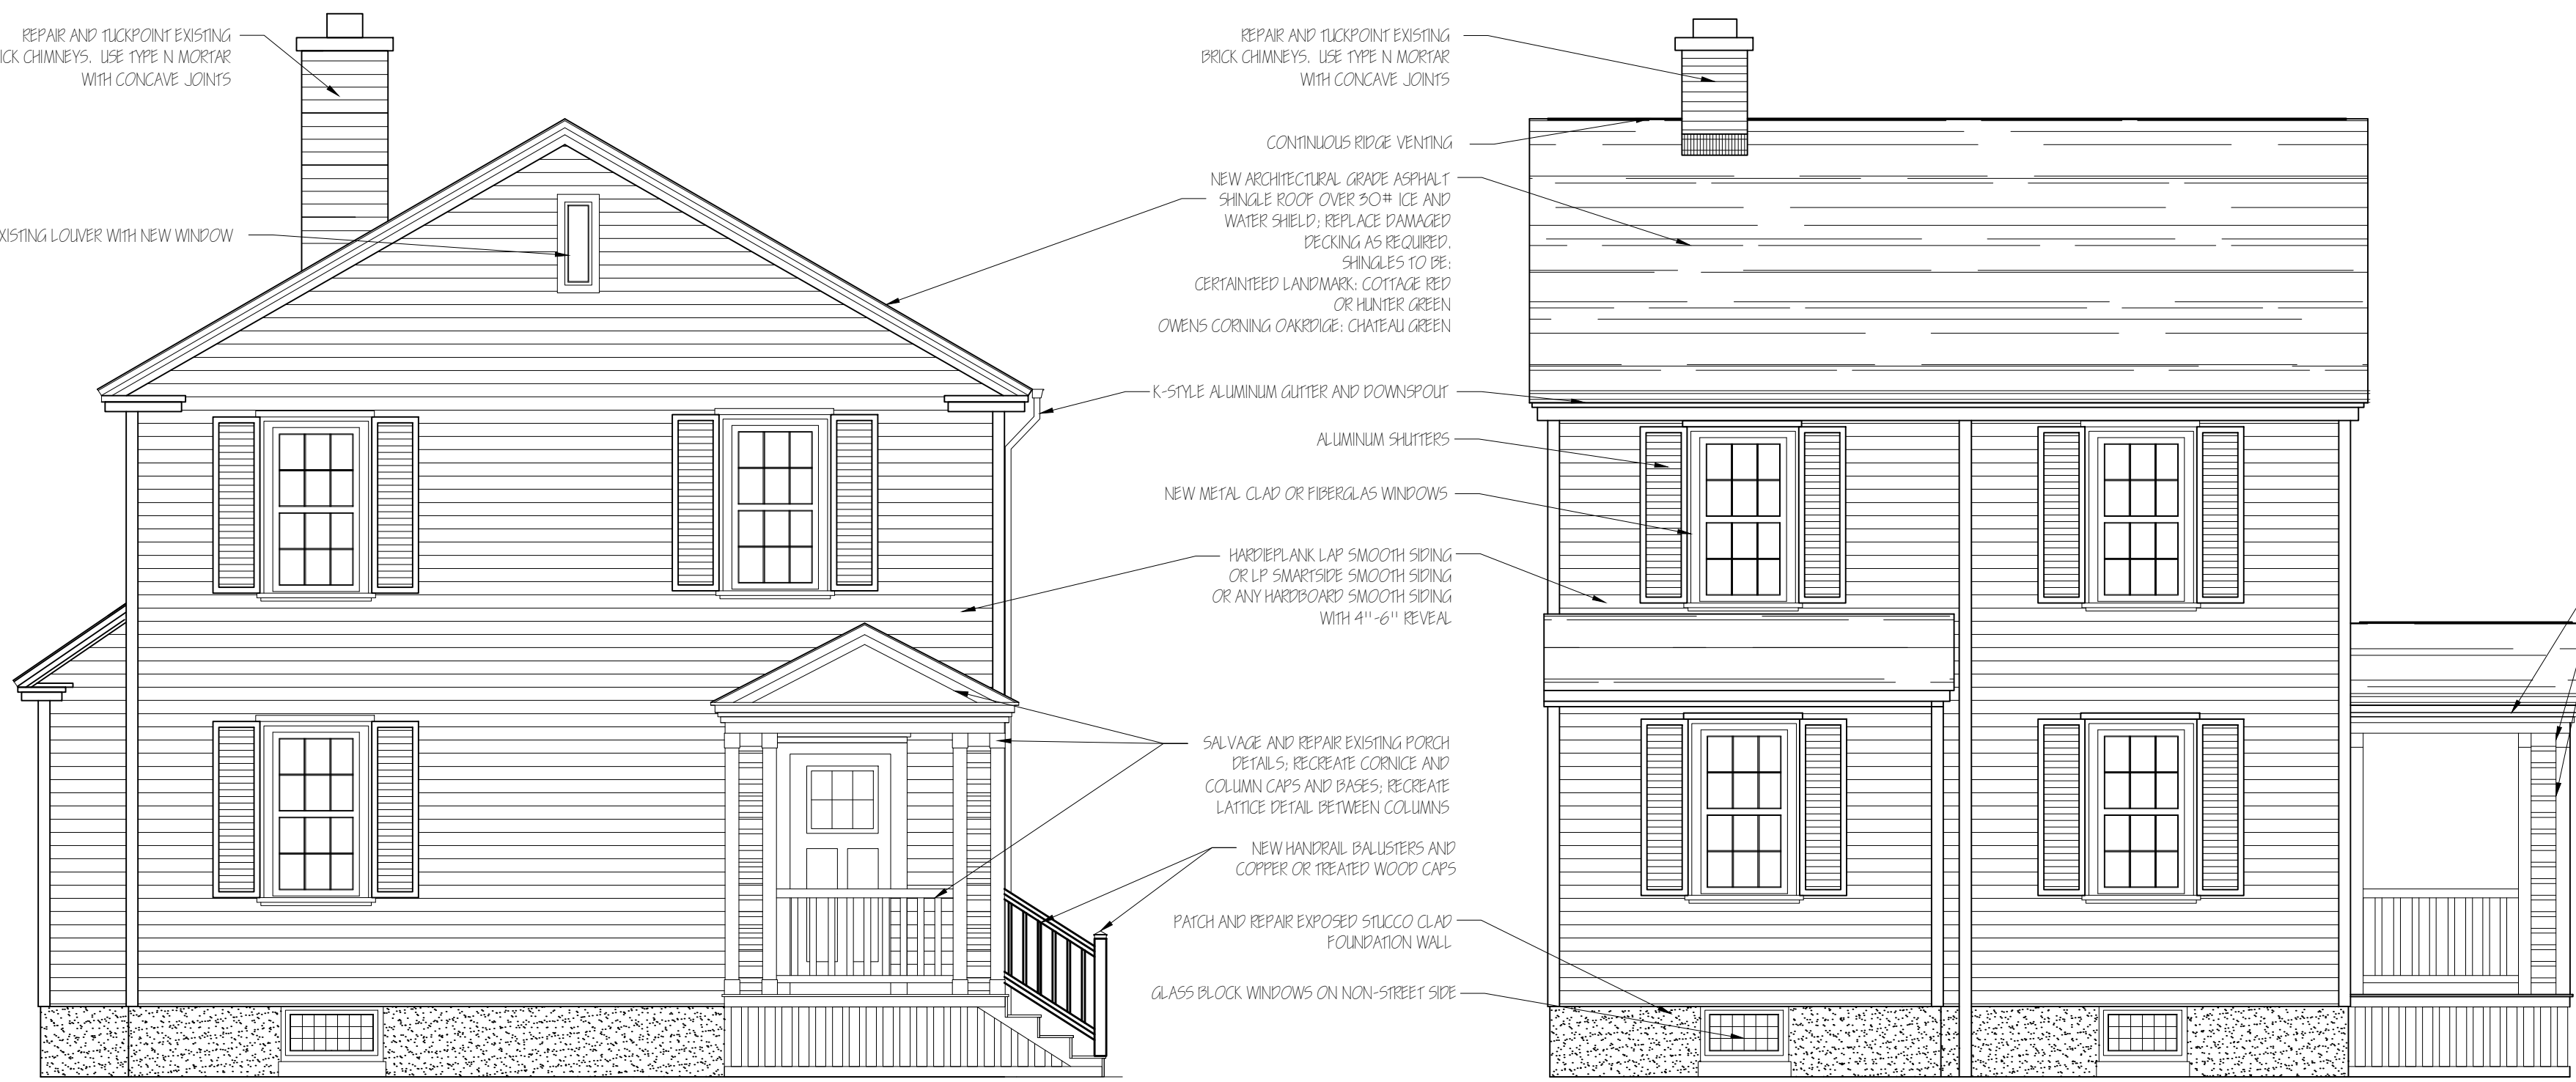 REPAIR AND TUCKPOINT EXISTING
ICK CHIMNEYS. USE TYPE N MORTAR
WITH CONCAVE JOINTS
XISTING LOUVER WITH NEW WINDOW
REPAIR AND TUCKPOINT EXISTING
BRICK CHIMNEYS. USE TYPE N MORTAR
WITH CONCAVE JOINTS
CONTINUOUS RIDGE VENTING
NEW ARCHITECTURAL GRADE ASPHALT
SHINGLE ROOF OVER 30# ICE AND
WATER SHIELD; REPLACE DAMAGED
DECKING AS REQUIRED.
SHINGLES TO BE:
CERTAINTEED LANDMARK: COTTAGE RED
OR HUNTER GREEN
OWENS CORNING OAKRDIGE: CHATEAU GREEN
K-STYLE ALUMINUM GUTTER AND DOWNSPOUT
ALUMINUM SHUTTERS
NEW METAL CLAD OR FIBERGLAS WINDOWS
HARDIEPLANK LAP SMOOTH SIDING
OR LP SMARTSIDE SMOOTH SIDING
OR ANY HARDBOARD SMOOTH SIDING
WITH 4"-6" REVEAL
SALVAGE AND REPAIR EXISTING PORCH
DETAILS; RECREATE CORNICE AND
COLUMN CAPS AND BASES; RECREATE
LATTICE DETAIL BETWEEN COLUMNS
NEW HANDRAIL BALUSTERS AND
COPPER OR TREATED WOOD CAPS
PATCH AND REPAIR EXPOSED STUCCO CLAD
FOUNDATION WALL
GLASS BLOCK WINDOWS ON NON-STREET SIDE